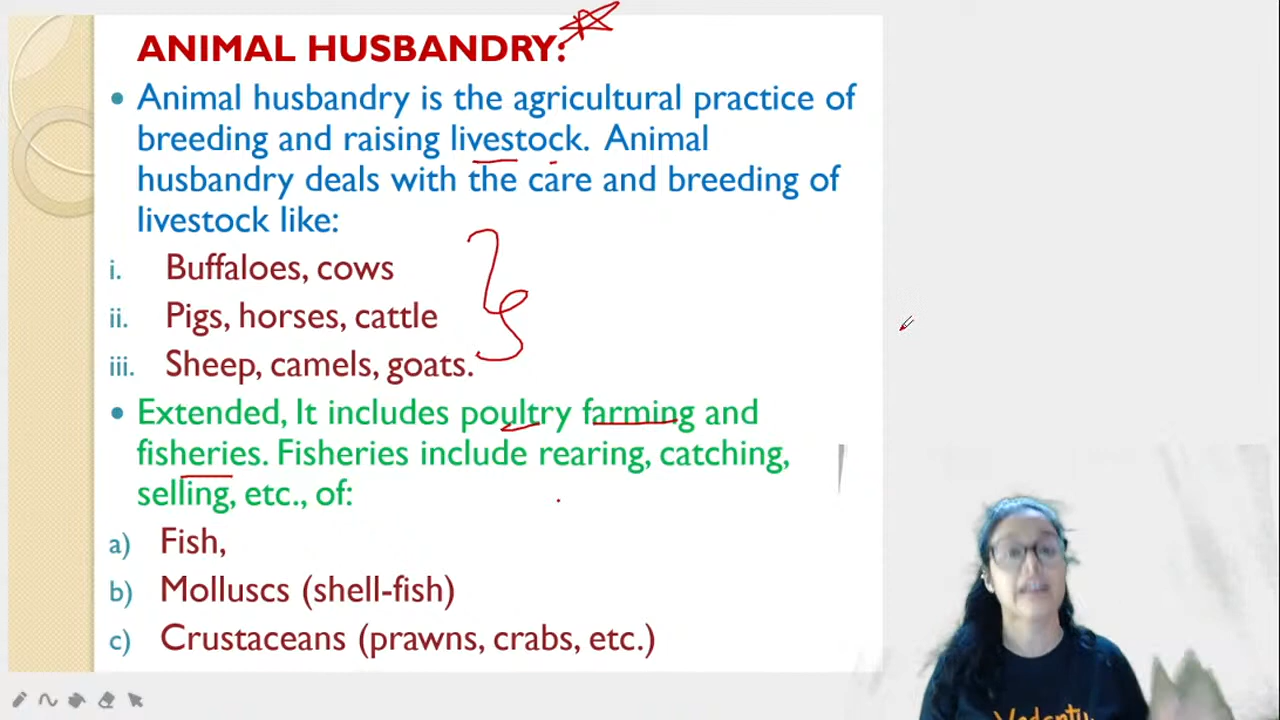 ANIMAL HUSBANDRY:
• Animal husbandry is the agricultural practice of
breeding and raising livestock. Animal
husbandry deals with the care and breeding of
livestock like:
i. Buffaloes, cows
ii. Pigs, horses, cattle
iii. Sheep, camels, goats.
• Extended, It includes poultry farming and
fisheries. Fisheries include rearing, catching,
selling, etc., of:
a) Fish,
b) Molluscs (shell-fish)
c) Crustaceans (prawns, crabs, etc.)